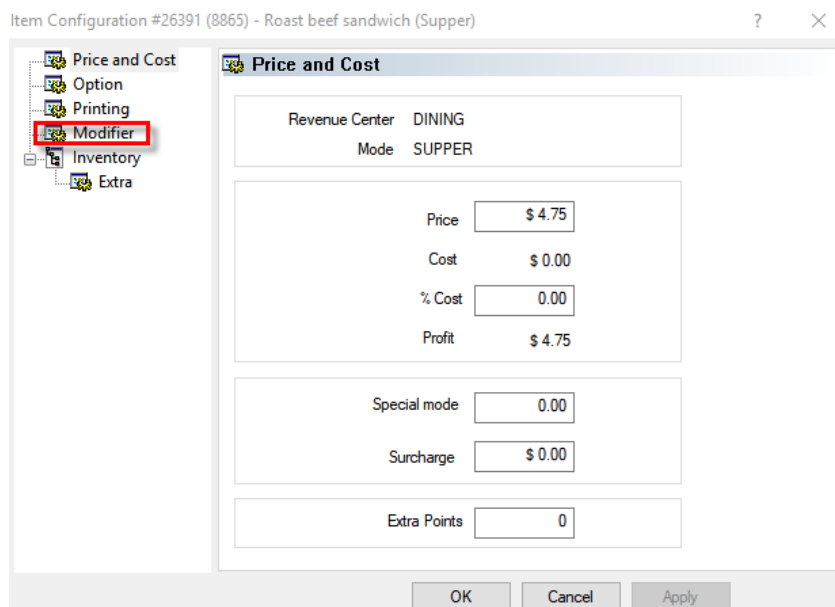 Item Configuration #26391 (8865) - Roast beef sandwich (Supper)
?
Price and Cost
Option
Printing
Modifier
Inventory
Extra
Price and Cost
Revenue Center DINING
Mode SUPPER
Price $ 4.75
Cost $ 0.00
% Cost 0.00
Profit $ 4.75
Special mode 0.00
Surcharge $ 0.00
Extra Points 0
OK Cancel Apply